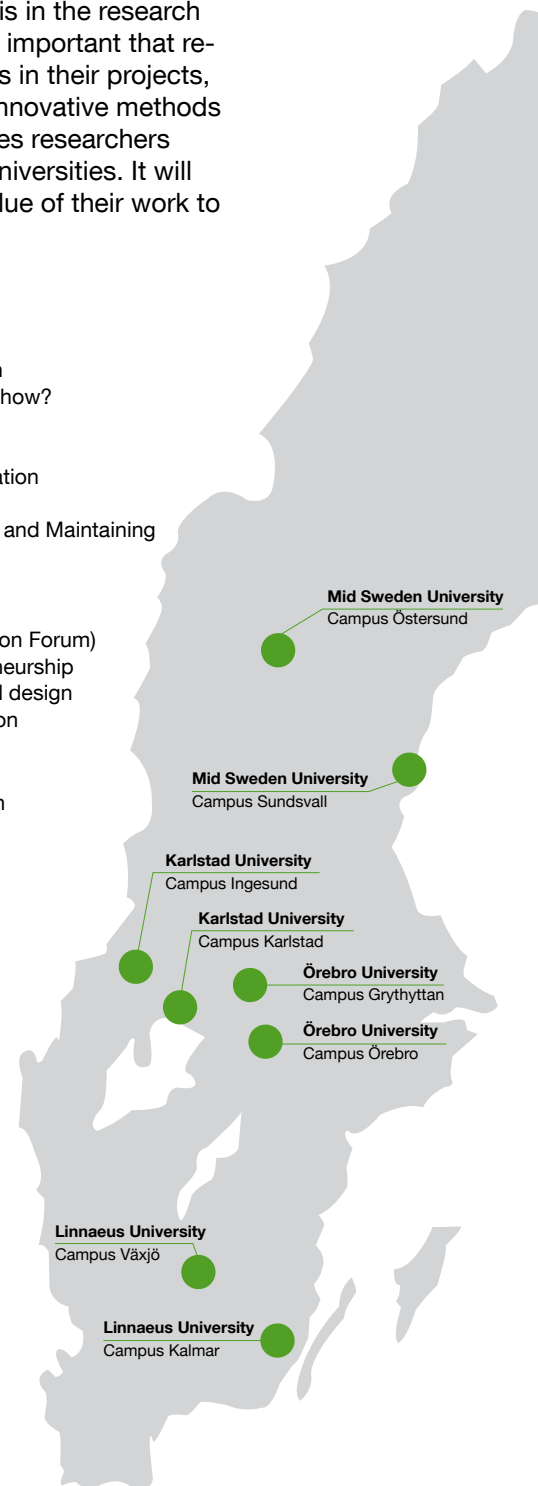 is in the research
important that re-
s in their projects,
nnovative methods
es researchers
niversities. It will
lue of their work to
n
how?
ation
and Maintaining
on Forum)
neurship
design
on
n
Mid Sweden University
Campus Östersund
Mid Sweden University
Campus Sundsvall
Karlstad University
Campus Ingesund
Karlstad University
Campus Karlstad
Örebro University
Campus Grythyttan
Örebro University
Campus Örebro
Linnaeus University
Campus Växjö
Linnaeus University
Campus Kalmar